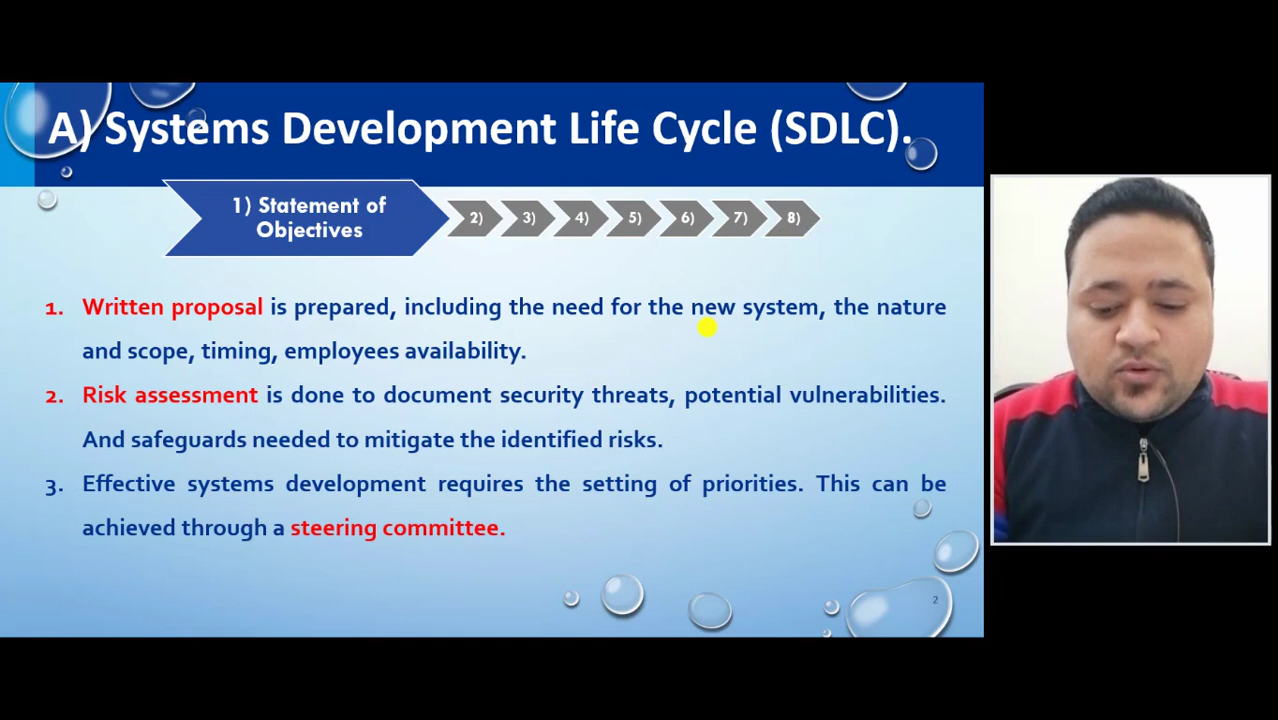 A) Systems Development Life Cycle (SDLC).
1) Statement of
Objectives
2)
3)
4)
5)
6)
7)
8)
1. Written proposal is prepared, including the need for the new system, the nature
and scope, timing, employees availability.
2. Risk assessment is done to document security threats, potential vulnerabilities.
And safeguards needed to mitigate the identified risks.
3. Effective systems development requires the setting of priorities. This can be
achieved through a steering committee.
2